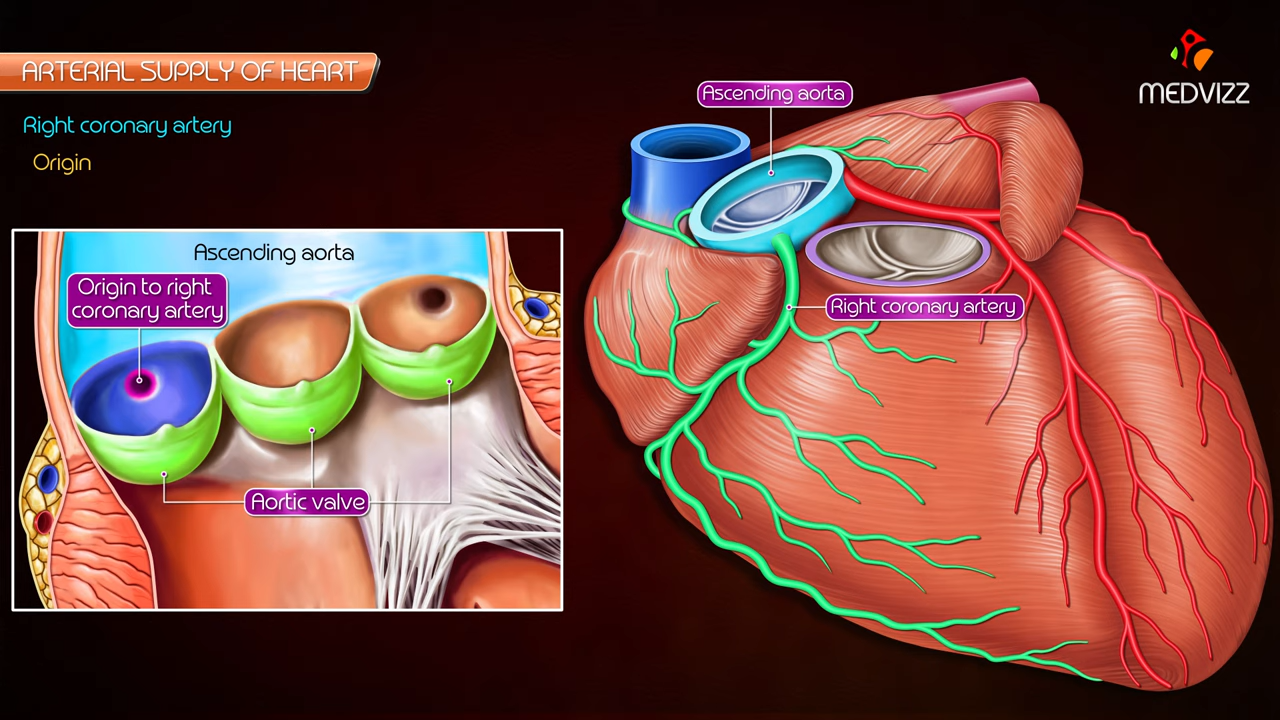 ARTERIAL SUPPLY OF HEART
Right coronary artery
Origin
MEDVIZZ
Ascending aorta
Right coronary artery
Ascending aorta
Origin to right
coronary artery
Aortic valve